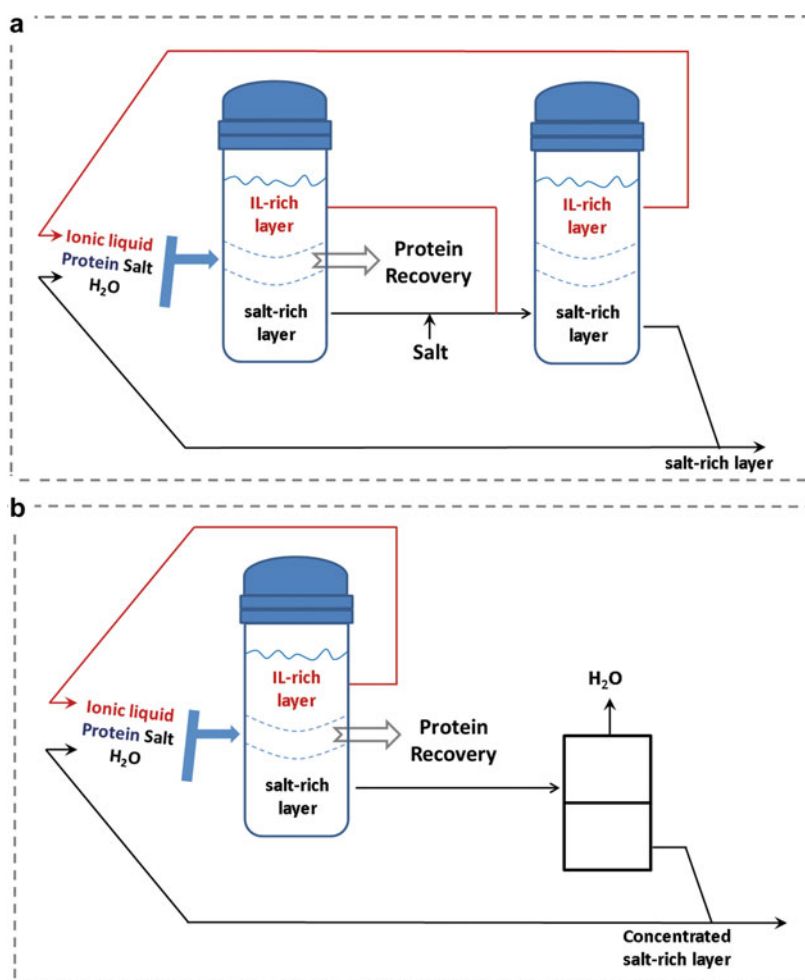 a
IL-rich
layer
salt-rich
layer
Ionic liquid
Protein Salt
H₂O
Protein
Recovery
Salt
IL-rich
layer
salt-rich
layer
salt-rich layer
b
IL-rich
layer
salt-rich
layer
Ionic liquid
Protein Salt
H₂O
Protein
Recovery
H₂O
Concentrated
salt-rich layer